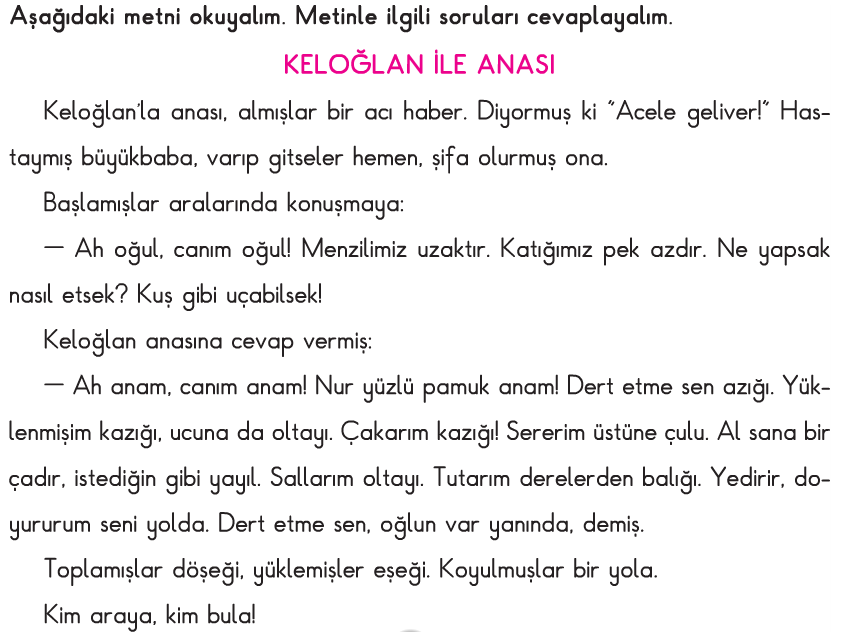 Aşağıdaki metni okuyalım. Metinle ilgili soruları cevaplayalım.
KELOĞLAN İLE ANASI
Keloğlan'la anası, almışlar bir acı haber. Diyormuş ki "Acele geliver!" Has-
taymış büyükbaba, varıp gitseler hemen, şifa olurmuş ona.
Başlamışlar aralarında konuşmaya:
— Ah oğul, canım oğul! Menzilimiz uzaktır. Katığımız pek azdır. Ne yapsak
nasıl etsek? Kuş gibi uçabilsek!
Keloğlan anasına cevap vermiş:
— Ah anam, canım anam! Nur yüzlü pamuk anam! Dert etme sen azığı. Yük-
lenmişim kazığı, ucuna da oltayı. Çakarım kazığı! Sererim üstüne çulu. Al sana bir
çadır, istediğin gibi yayıl. Sallarım oltayı. Tutarım derelerden balığı. Yedirir, do-
yururum seni yolda. Dert etme sen, oğlun var yanında, demiş.
Toplamışlar döşeği, yüklemişler eşeği. Koyulmuşlar bir yola.
Kim araya, kim bula!